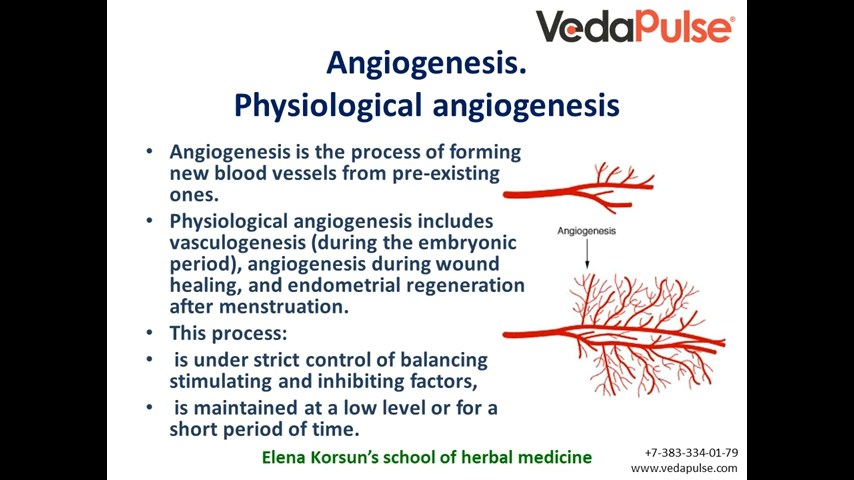 VedaPulse®
Angiogenesis.
Physiological angiogenesis
• Angiogenesis is the process of forming
new blood vessels from pre-existing
ones.
• Physiological angiogenesis includes
vasculogenesis (during the embryonic
period), angiogenesis during wound
healing, and endometrial regeneration
after menstruation.
• This process:
• is under strict control of balancing
stimulating and inhibiting factors,
• is maintained at a low level or for a
short period of time.
Angiogenesis
Elena Korsun's school of herbal medicine
+7-383-334-01-79
www.vedapulse.com